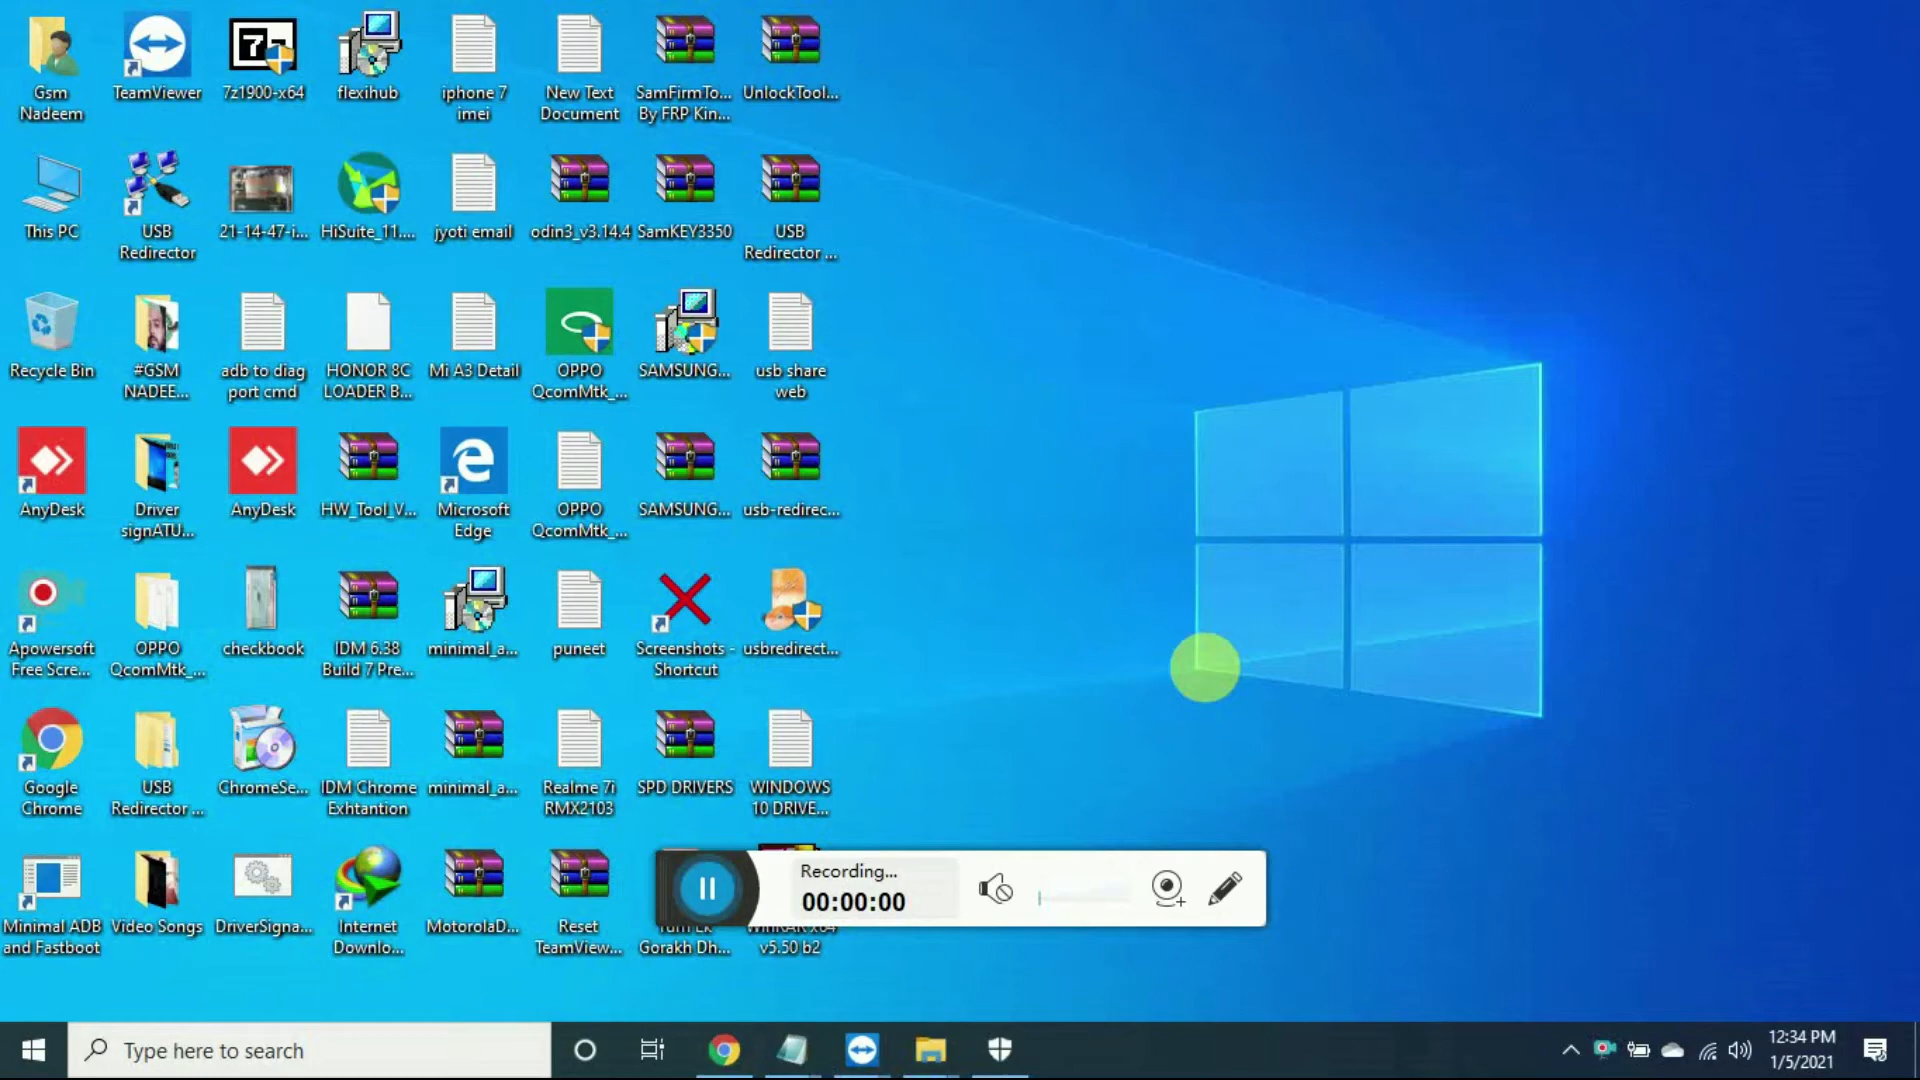 Gsm
Nadeem
TeamViewer
7z1900-x64
flexihub
iphone 7
imei
New Text
Document
SamFirmTo...
By FRP Kin...
UnlockTool...
This PC
USB
Redirector
21-14-47-i...
HiSuite_11....
jyoti email
odin3_v3.14.4
SamKEY3350
USB
Redirector ...
Recycle Bin
#GSM
NADEE...
adb to diag
port cmd
HONOR 8C
LOADER B...
Mi A3 Detail
OPPO
QcomMtk_...
SAMSUNG...
usb share
web
AnyDesk
Driver
signATU...
AnyDesk
HW_Tool_V...
Microsoft
Edge
OPPO
QcomMtk_...
SAMSUNG...
usb-redirec...
Apowersoft
Free Scre...
OPPO
QcomMtk_...
checkbook
IDM 6.38
Build 7 Pre...
minimal_a...
puneet
Screenshots -
Shortcut
usbredirect...
Google
Chrome
USB
Redirector ...
ChromeSe...
IDM Chrome
Exhtantion
minimal_a...
Realme 7i
RMX2103
SPD DRIVERS
WINDOWS
10 DRIVE...
Minimal ADB
and Fastboot
Video Songs
DriverSigna...
Internet
Downlo...
MotorolaD...
Reset
TeamView...
Gorakh Dh...
WinRAR x64
v5.50 b2
Recording...
00:00:00
Type here to search
12:34 PM
1/5/2021